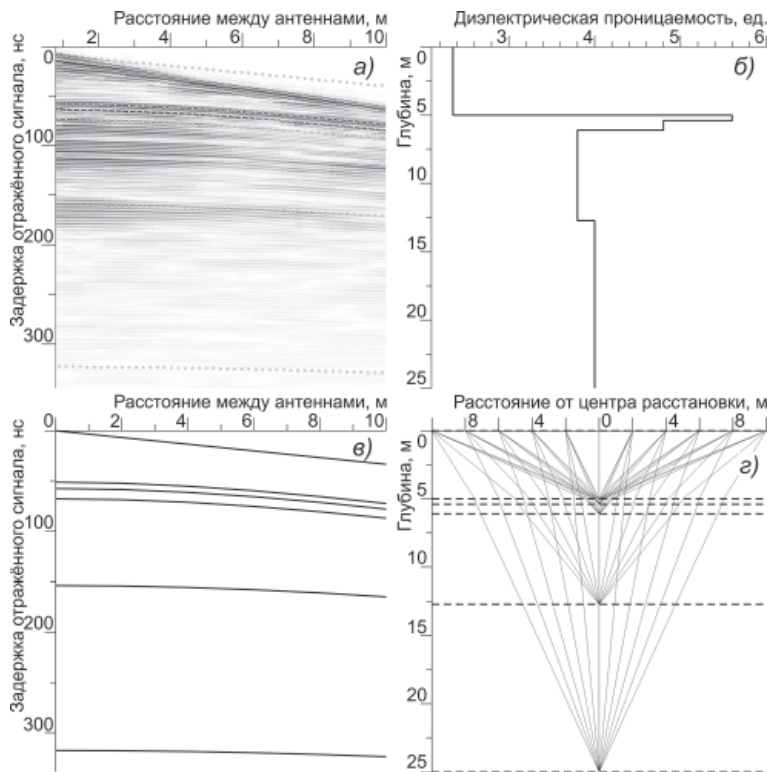 Расстояние между антеннами, м
2 4 6 8 10
0
100
200
300
Задержка отражённого сигнала, нс
а)
Диэлектрическая проницаемость, ед.
3 4 5 6
0
5
10
15
20
25
Глубина, м
б)
Расстояние между антеннами, м
0 2 4 6 8 10
0
100
200
300
Задержка отражённого сигнала, нс
в)
Расстояние от центра расстановки, м
8 4 0 4 8
0
5
10
15
20
25
Глубина, м
г)